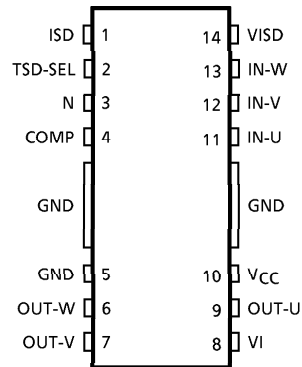 ISD 1 14 VISD
TSD-SEL 2 13 IN-W
N 3 12 IN-V
COMP 4 11 IN-U
GND GND
GND 5 10 VCC
OUT-W 6 9 OUT-U
OUT-V 7 8 VI